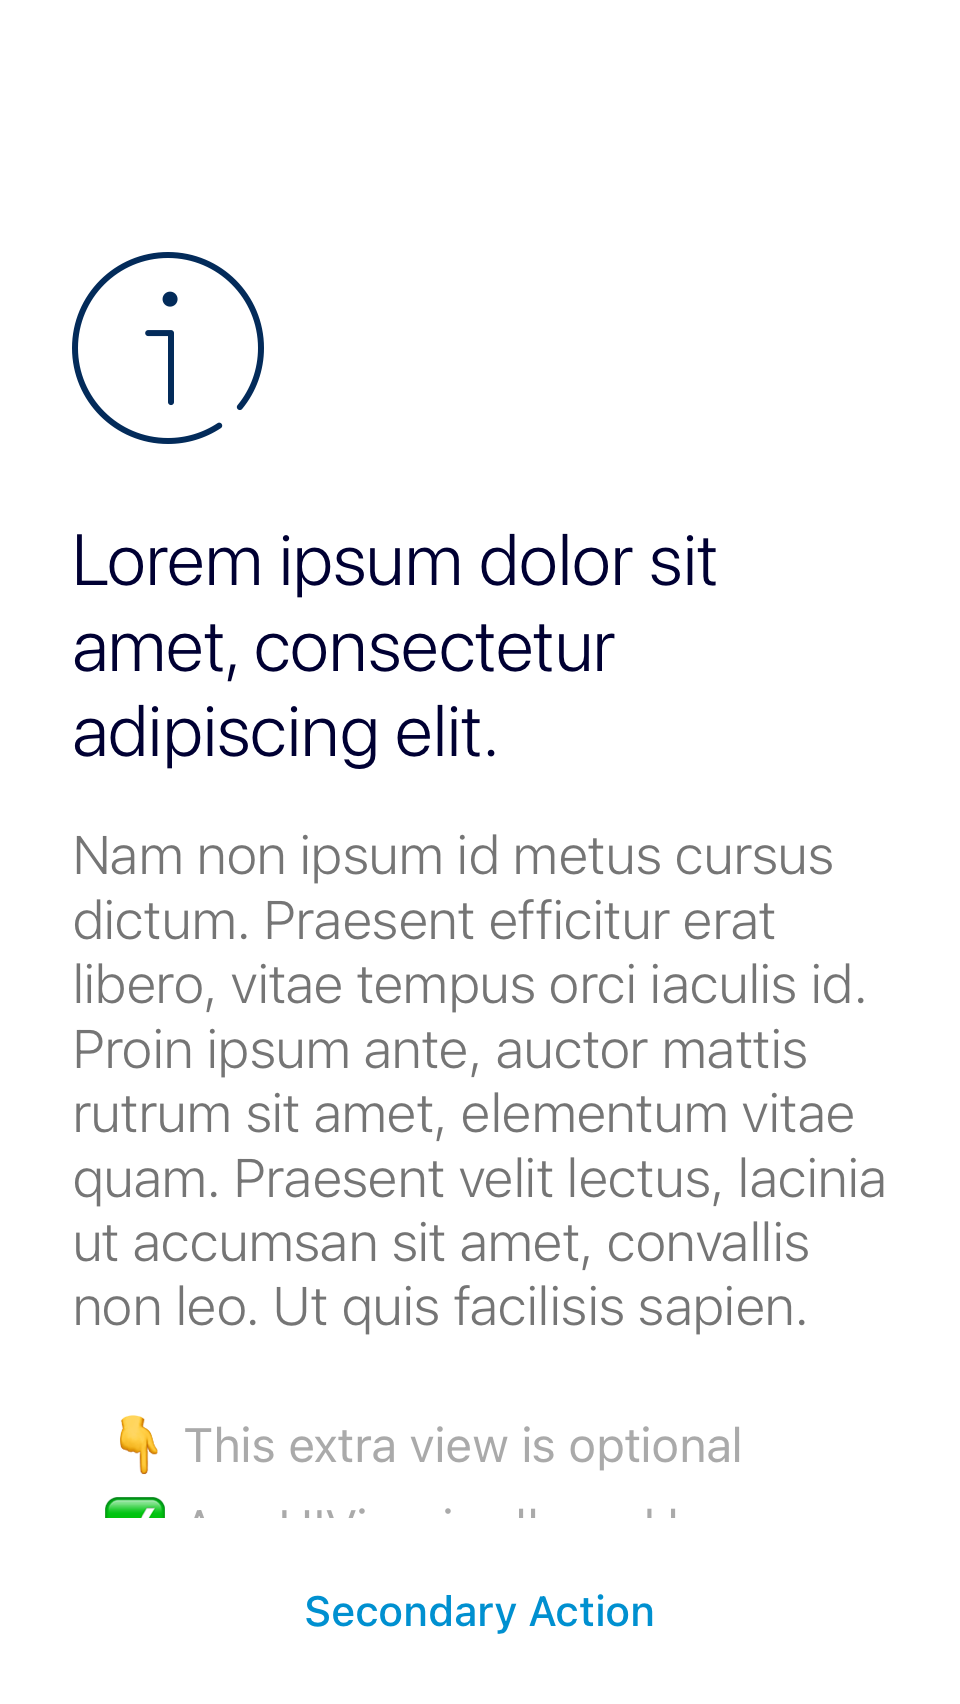 Lorem ipsum dolor sit
amet, consectetur
adipiscing elit.
Nam non ipsum id metus cursus
dictum. Praesent efficitur erat
libero, vitae tempus orci iaculis id.
Proin ipsum ante, auctor mattis
rutrum sit amet, elementum vitae
quam. Praesent velit lectus, lacinia
ut accumsan sit amet, convallis
non leo. Ut quis facilisis sapien.
👇 This extra view is optional
Secondary Action